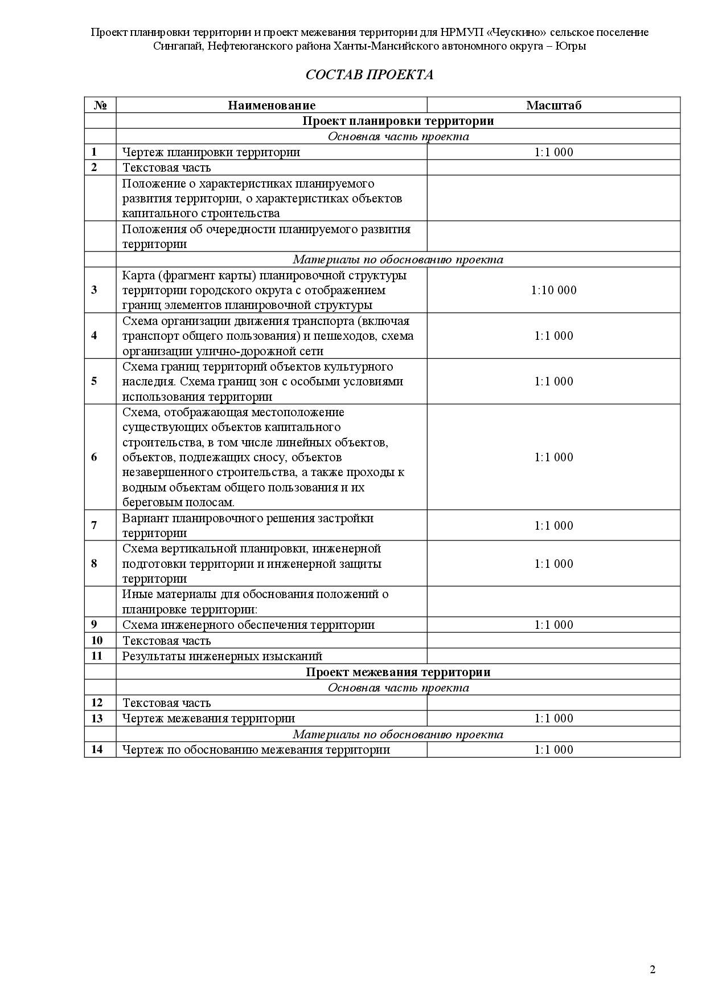 Проект планировки территории и проект межевания территории для НРМУП «Чеускино» сельское поселение
Сингапай, Нефтеюганского района Ханты-Мансийского автономного округа – Югры
СОСТАВ ПРОЕКТА
№ Наименование Масштаб
Проект планировки территории
Основная часть проекта
1 Чертеж планировки территории 1:1 000
2 Текстовая часть
Положение о характеристиках планируемого
развития территории, о характеристиках объектов
капитального строительства
Положения об очередности планируемого развития
территории
Материалы по обоснованию проекта
Карта (фрагмент карты) планировочной структуры
3 территории городского округа с отображением 1:10 000
границ элементов планировочной структуры
Схема организации движения транспорта (включая
4 транспорт общего пользования) и пешеходов, схема 1:1 000
организации улично-дорожной сети
Схема границ территорий объектов культурного
5 наследия. Схема границ зон с особыми условиями 1:1 000
использования территории
Схема, отображающая местоположение
существующих объектов капитального
строительства, в том числе линейных объектов,
6 объектов, подлежащих сносу, объектов 1:1 000
незавершенного строительства, а также проходы к
водным объектам общего пользования и их
береговым полосам.
7 Вариант планировочного решения застройки 1:1 000
территории
Схема вертикальной планировки, инженерной
8 подготовки территории и инженерной защиты 1:1 000
территории
Иные материалы для обоснования положений о
планировке территории:
9 Схема инженерного обеспечения территории 1:1 000
10 Текстовая часть
11 Результаты инженерных изысканий
Проект межевания территории
Основная часть проекта
12 Текстовая часть
13 Чертеж межевания территории 1:1 000
Материалы по обоснованию проекта
14 Чертеж по обоснованию межевания территории 1:1 000
2